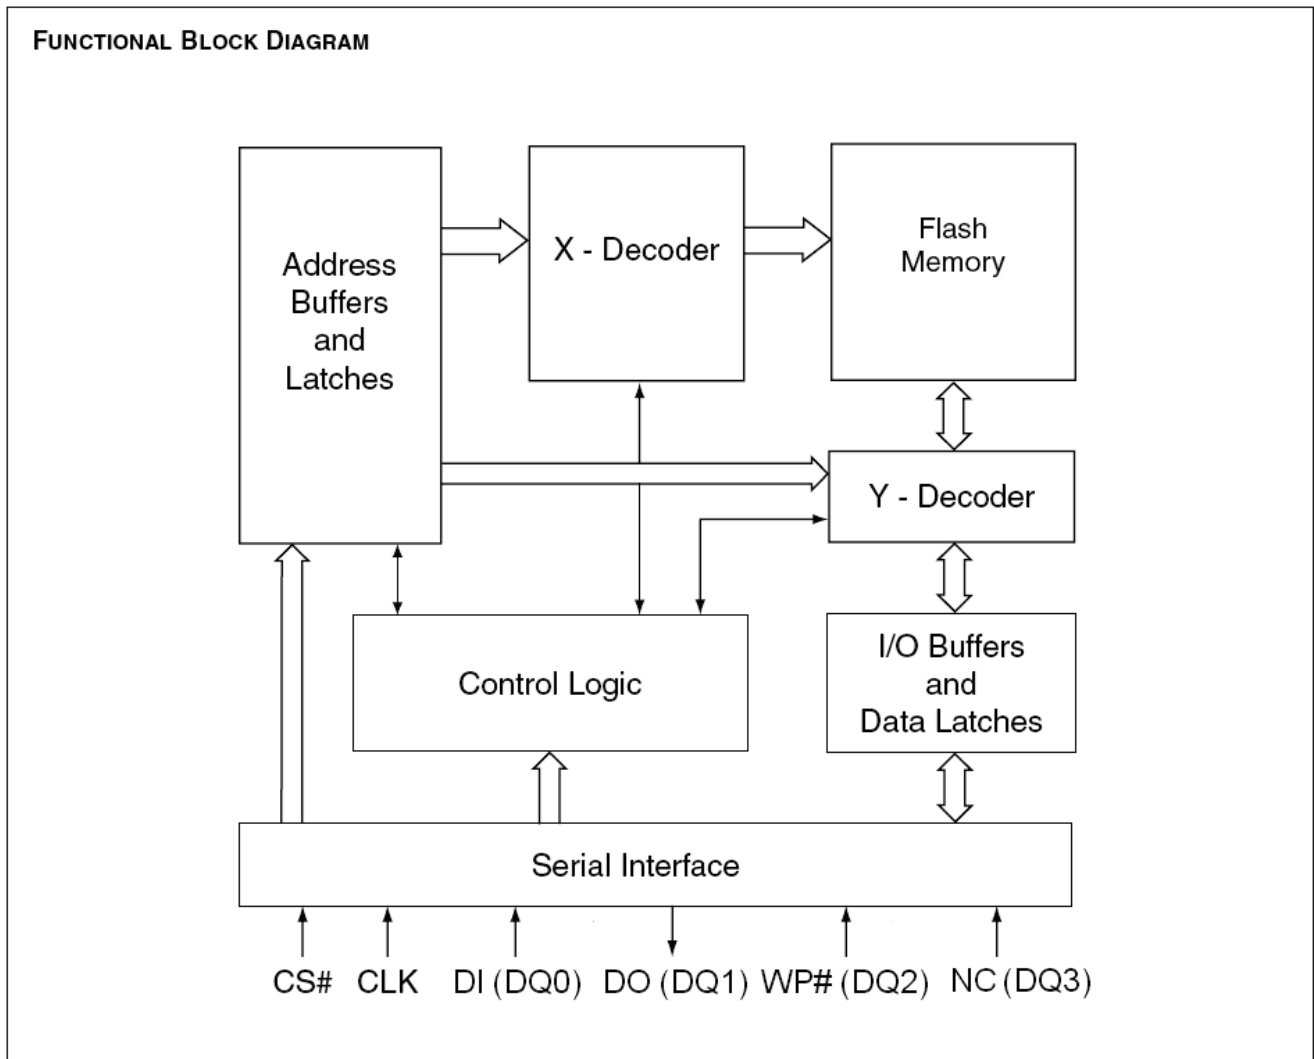 FUNCTIONAL BLOCK DIAGRAM
Address
Buffers
and
Latches
X - Decoder
Flash
Memory
Y - Decoder
Control Logic
I/O Buffers
and
Data Latches
Serial Interface
CS# CLK DI (DQ0) DO (DQ1) WP# (DQ2) NC (DQ3)